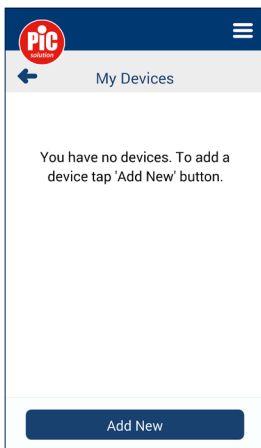 PiC
solution
My Devices
You have no devices. To add a
device tap 'Add New' button.
Add New